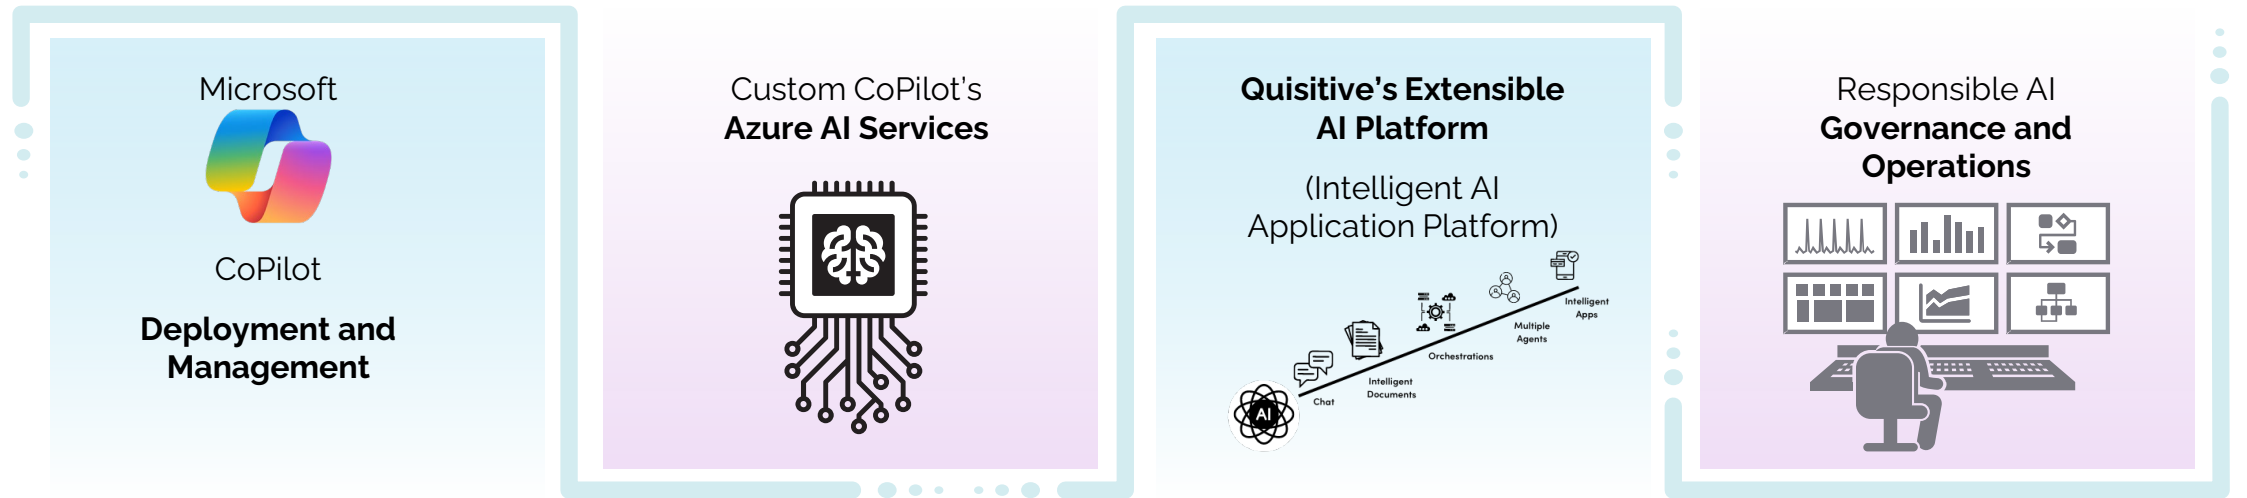 Microsoft
CoPilot
Deployment and
Management
Custom CoPilot's
Azure AI Services
Quisitive's Extensible
AI Platform
(Intelligent AI
Application Platform)
AI
Chat
Intelligent
Documents
Orchestrations
Multiple
Agents
Intelligent
Apps
Responsible AI
Governance and
Operations